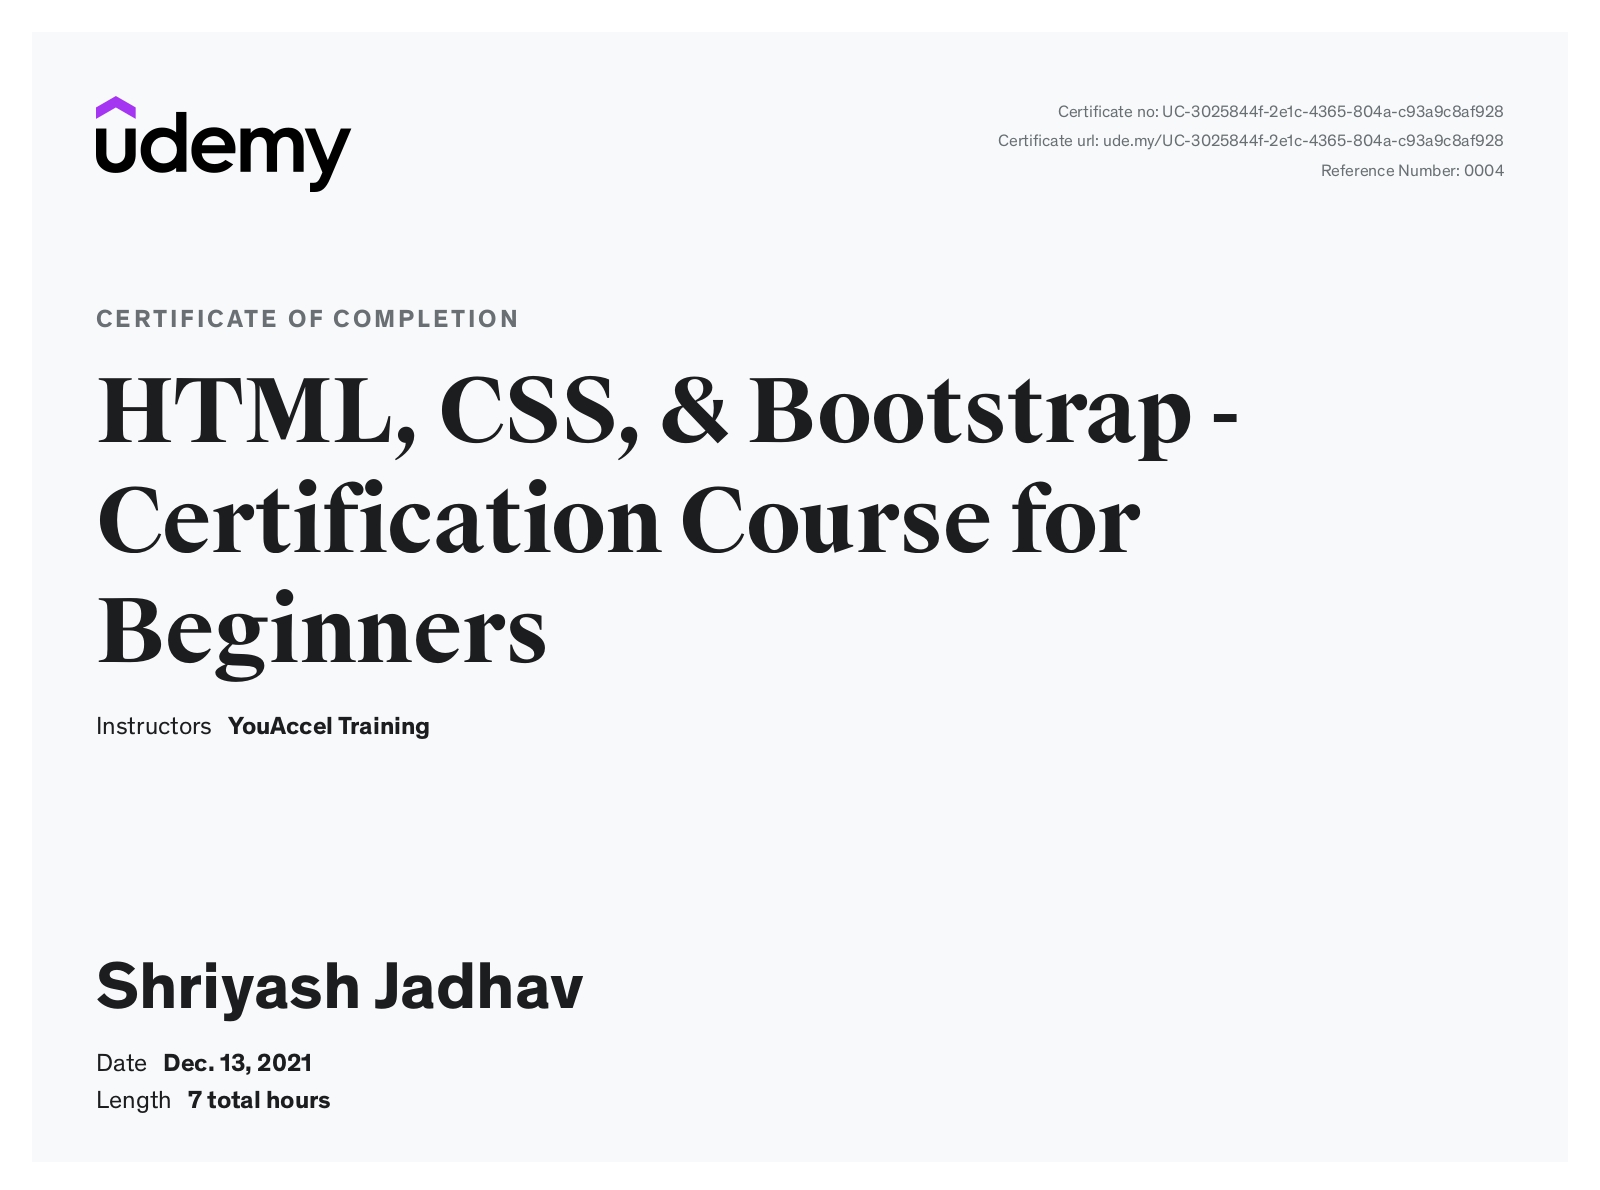 udemy
Certificate no: UC-3025844f-2e1c-4365-804a-c93a9c8af928
Certificate url: ude.my/UC-3025844f-2e1c-4365-804a-c93a9c8af928
Reference Number: 0004
CERTIFICATE OF COMPLETION
HTML, CSS, & Bootstrap -
Certification Course for
Beginners
Instructors YouAccel Training
Shriyash Jadhav
Date Dec. 13, 2021
Length 7 total hours